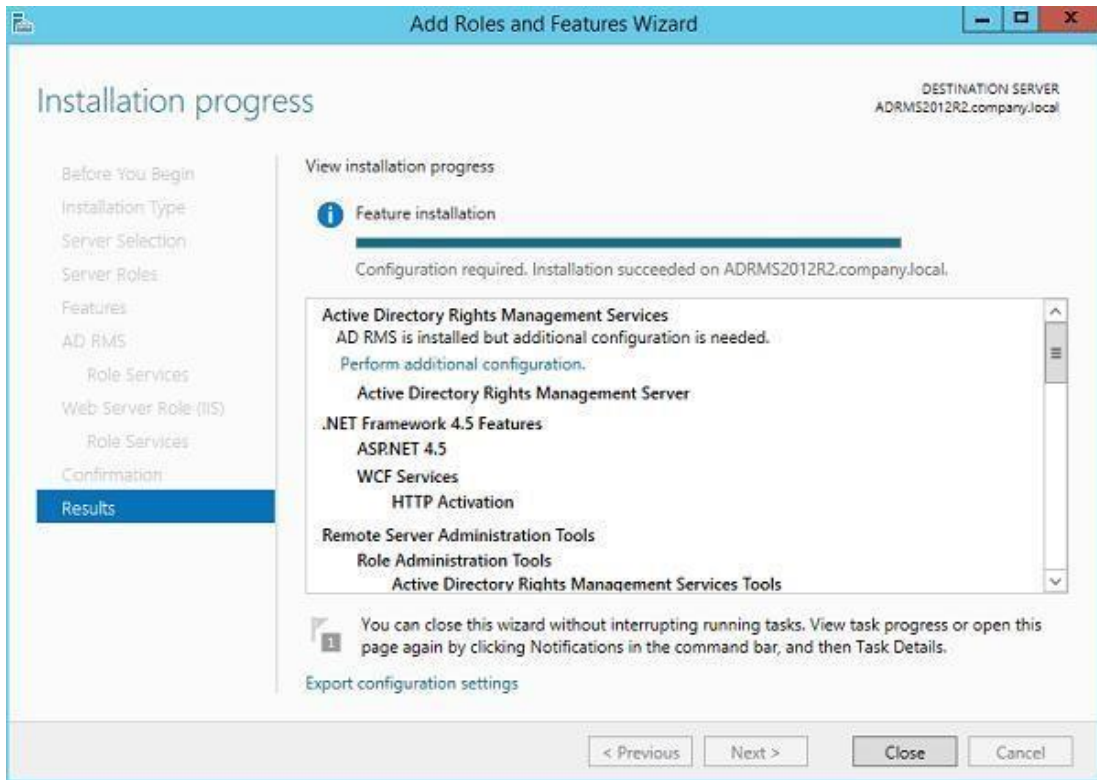 Add Roles and Features Wizard
Installation progress
DESTINATION SERVER
ADRMS2012R2.company.local
Before You Begin
Installation Type
Server Selection
Server Roles
Features
AD RMS
Role Services
Web Server Role (IIS)
Role Services
Confirmation
Results
View installation progress
Feature installation
Configuration required. Installation succeeded on ADRMS2012R2.company.local.
Active Directory Rights Management Services
AD RMS is installed but additional configuration is needed.
Perform additional configuration.
Active Directory Rights Management Server
.NET Framework 4.5 Features
ASP.NET 4.5
WCF Services
HTTP Activation
Remote Server Administration Tools
Role Administration Tools
Active Directory Rights Management Services Tools
1
You can close this wizard without interrupting running tasks. View task progress or open this
page again by clicking Notifications in the command bar, and then Task Details.
Export configuration settings
< Previous
Next >
Close
Cancel